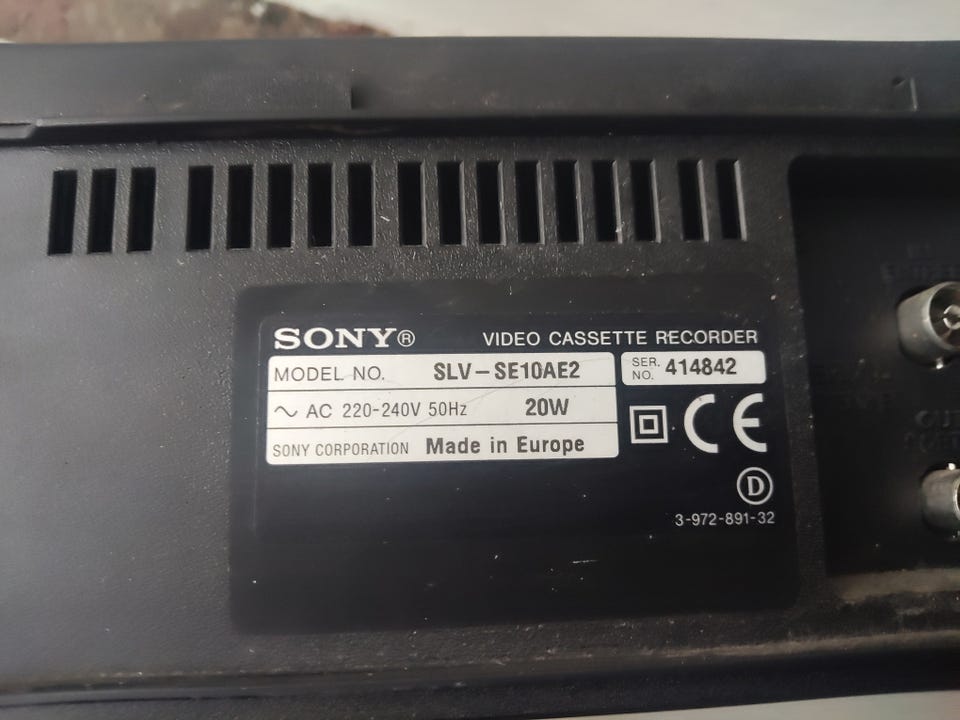 SONY®
VIDEO CASSETTE RECORDER
MODEL NO. SLV-SE10AE2
SER. NO. 414842
~ AC 220-240V 50Hz 20W
SONY CORPORATION Made in Europe
CE
D
3-972-891-32